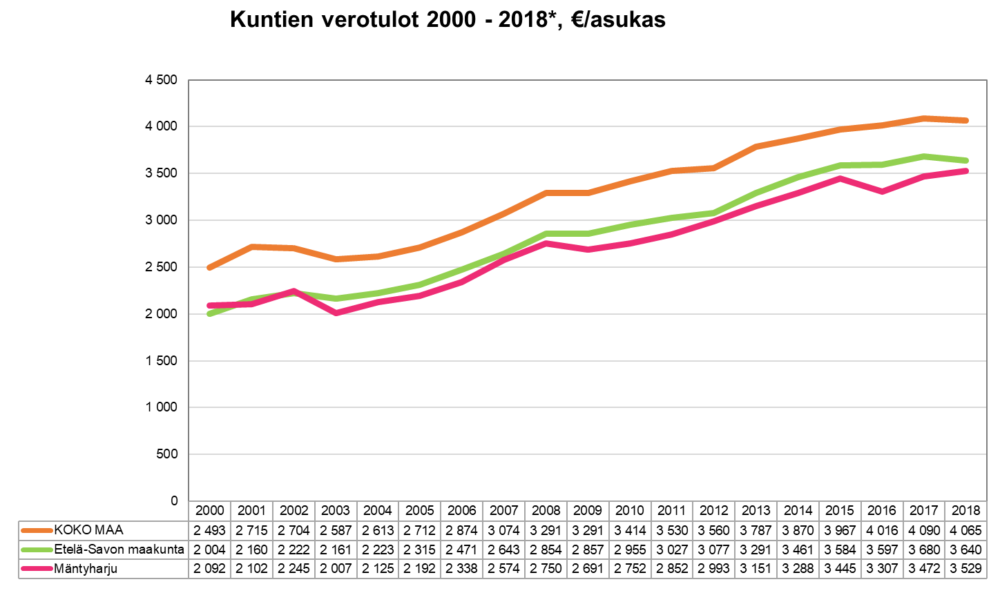 Kuntien verotulot 2000 - 2018*, €/asukas
4 500
4 000
3 500
3 000
2 500
2 000
1 500
1 000
500
0
2000 2001 2002 2003 2004 2005 2006 2007 2008 2009 2010 2011 2012 2013 2014 2015 2016 2017 2018
KOKO MAA 2 493 2 715 2 704 2 587 2 613 2 712 2 874 3 074 3 291 3 291 3 414 3 530 3 560 3 787 3 870 3 967 4 016 4 090 4 065
Etelä-Savon maakunta 2 004 2 160 2 222 2 161 2 223 2 315 2 471 2 643 2 854 2 857 2 955 3 027 3 077 3 291 3 461 3 584 3 597 3 680 3 640
Mäntyharju 2 092 2 102 2 245 2 007 2 125 2 192 2 338 2 574 2 750 2 691 2 752 2 852 2 993 3 151 3 288 3 445 3 307 3 472 3 529